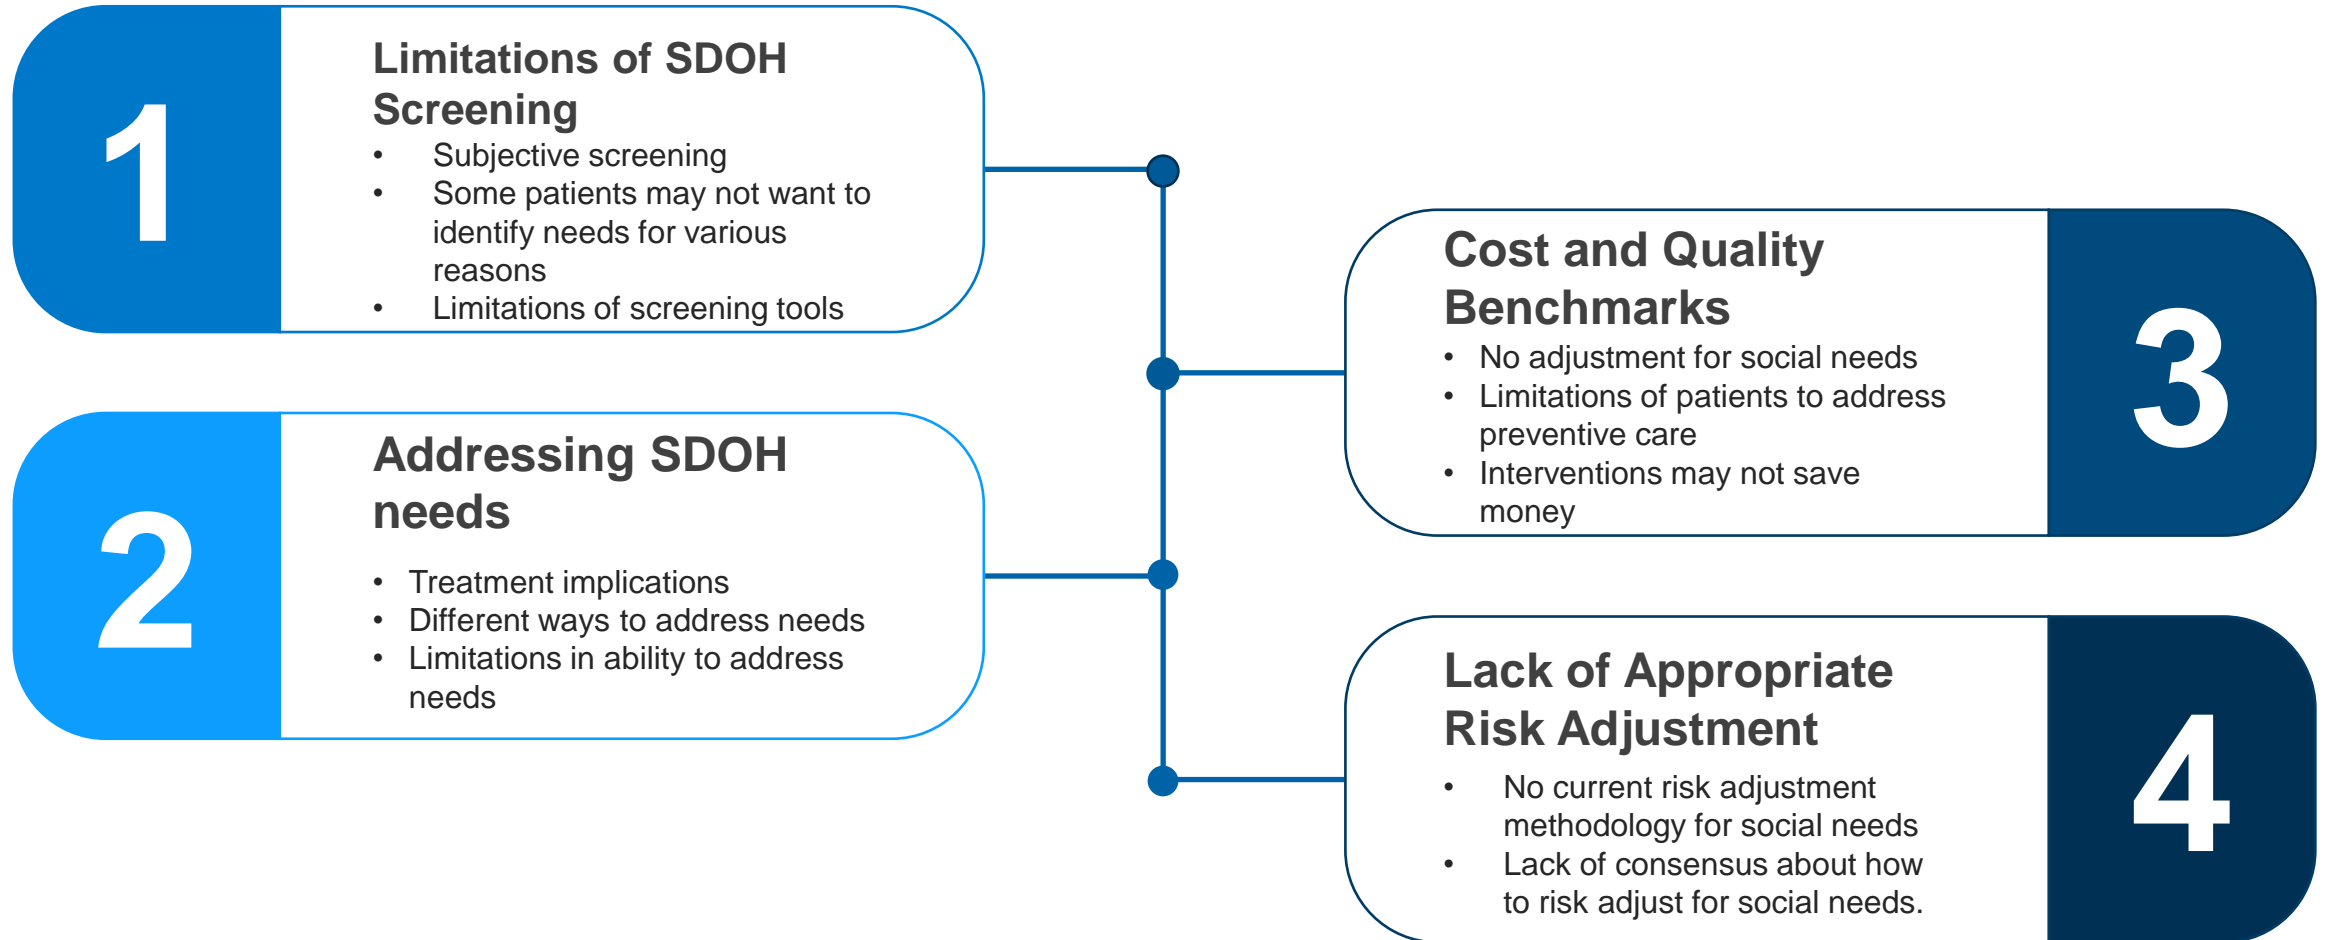 1
Limitations of SDOH
Screening
• Subjective screening
• Some patients may not want to
identify needs for various
reasons
• Limitations of screening tools
2
Addressing SDOH
needs
• Treatment implications
• Different ways to address needs
• Limitations in ability to address
needs
Cost and Quality
Benchmarks
• No adjustment for social needs
• Limitations of patients to address
preventive care
• Interventions may not save
money
3
Lack of Appropriate
Risk Adjustment
• No current risk adjustment
methodology for social needs
• Lack of consensus about how
to risk adjust for social needs.
4